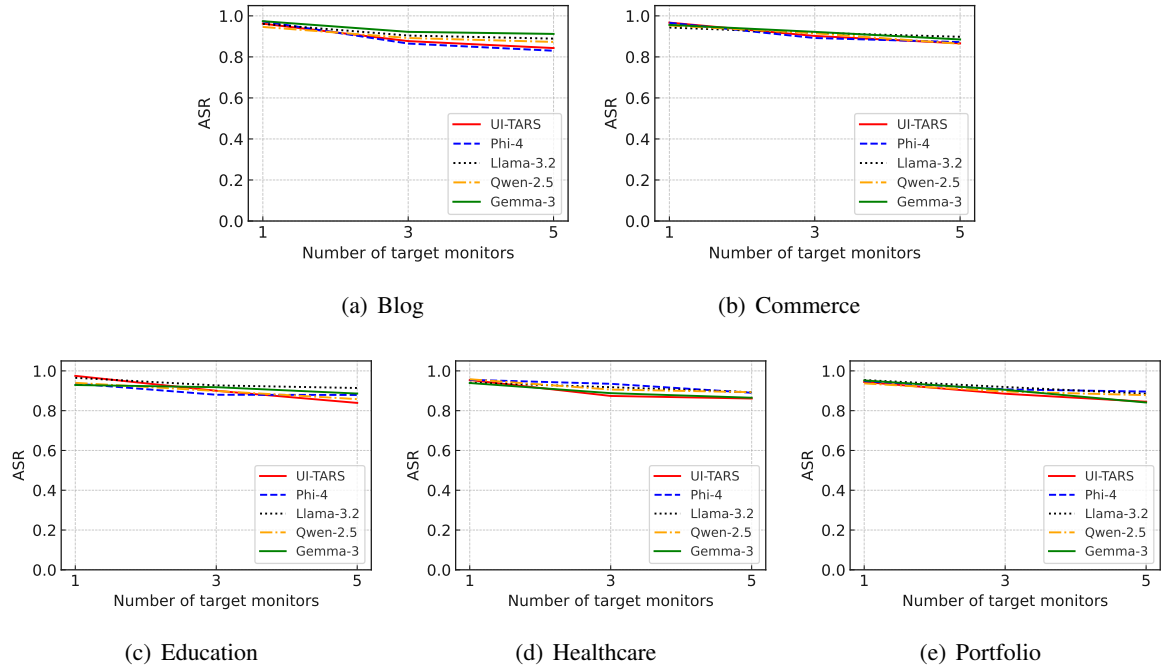 1.0
0.8
0.6
0.4
0.2
0.0
ASR
UI-TARS
Phi-4
Llama-3.2
Qwen-2.5
Gemma-3
1 3 5
Number of target monitors
(a) Blog
1.0
0.8
0.6
0.4
0.2
0.0
ASR
UI-TARS
Phi-4
Llama-3.2
Qwen-2.5
Gemma-3
1 3 5
Number of target monitors
(b) Commerce
1.0
0.8
0.6
0.4
0.2
0.0
ASR
UI-TARS
Phi-4
Llama-3.2
Qwen-2.5
Gemma-3
1 3 5
Number of target monitors
(c) Education
1.0
0.8
0.6
0.4
0.2
0.0
ASR
UI-TARS
Phi-4
Llama-3.2
Qwen-2.5
Gemma-3
1 3 5
Number of target monitors
(d) Healthcare
1.0
0.8
0.6
0.4
0.2
0.0
ASR
UI-TARS
Phi-4
Llama-3.2
Qwen-2.5
Gemma-3
1 3 5
Number of target monitors
(e) Portfolio